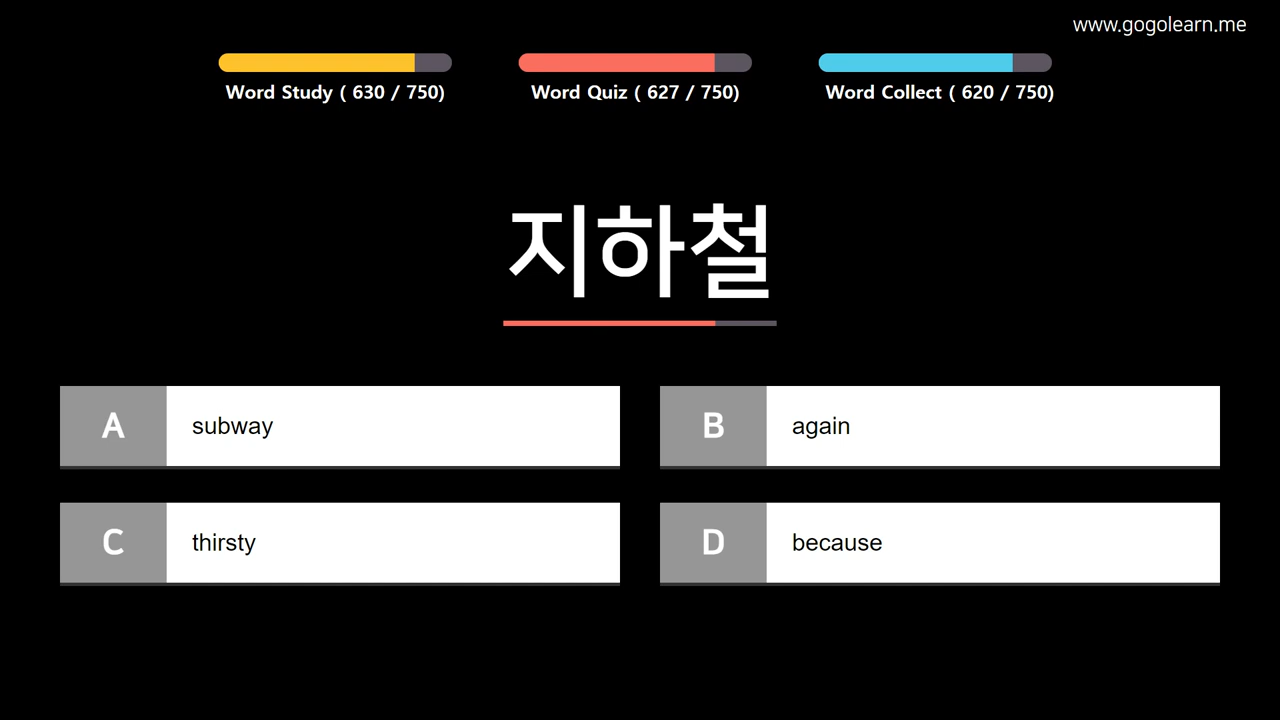 www.gogolearn.me
Word Study ( 630 / 750)
Word Quiz ( 627 / 750)
Word Collect ( 620 / 750)
지하철
A subway
B again
C thirsty
D because